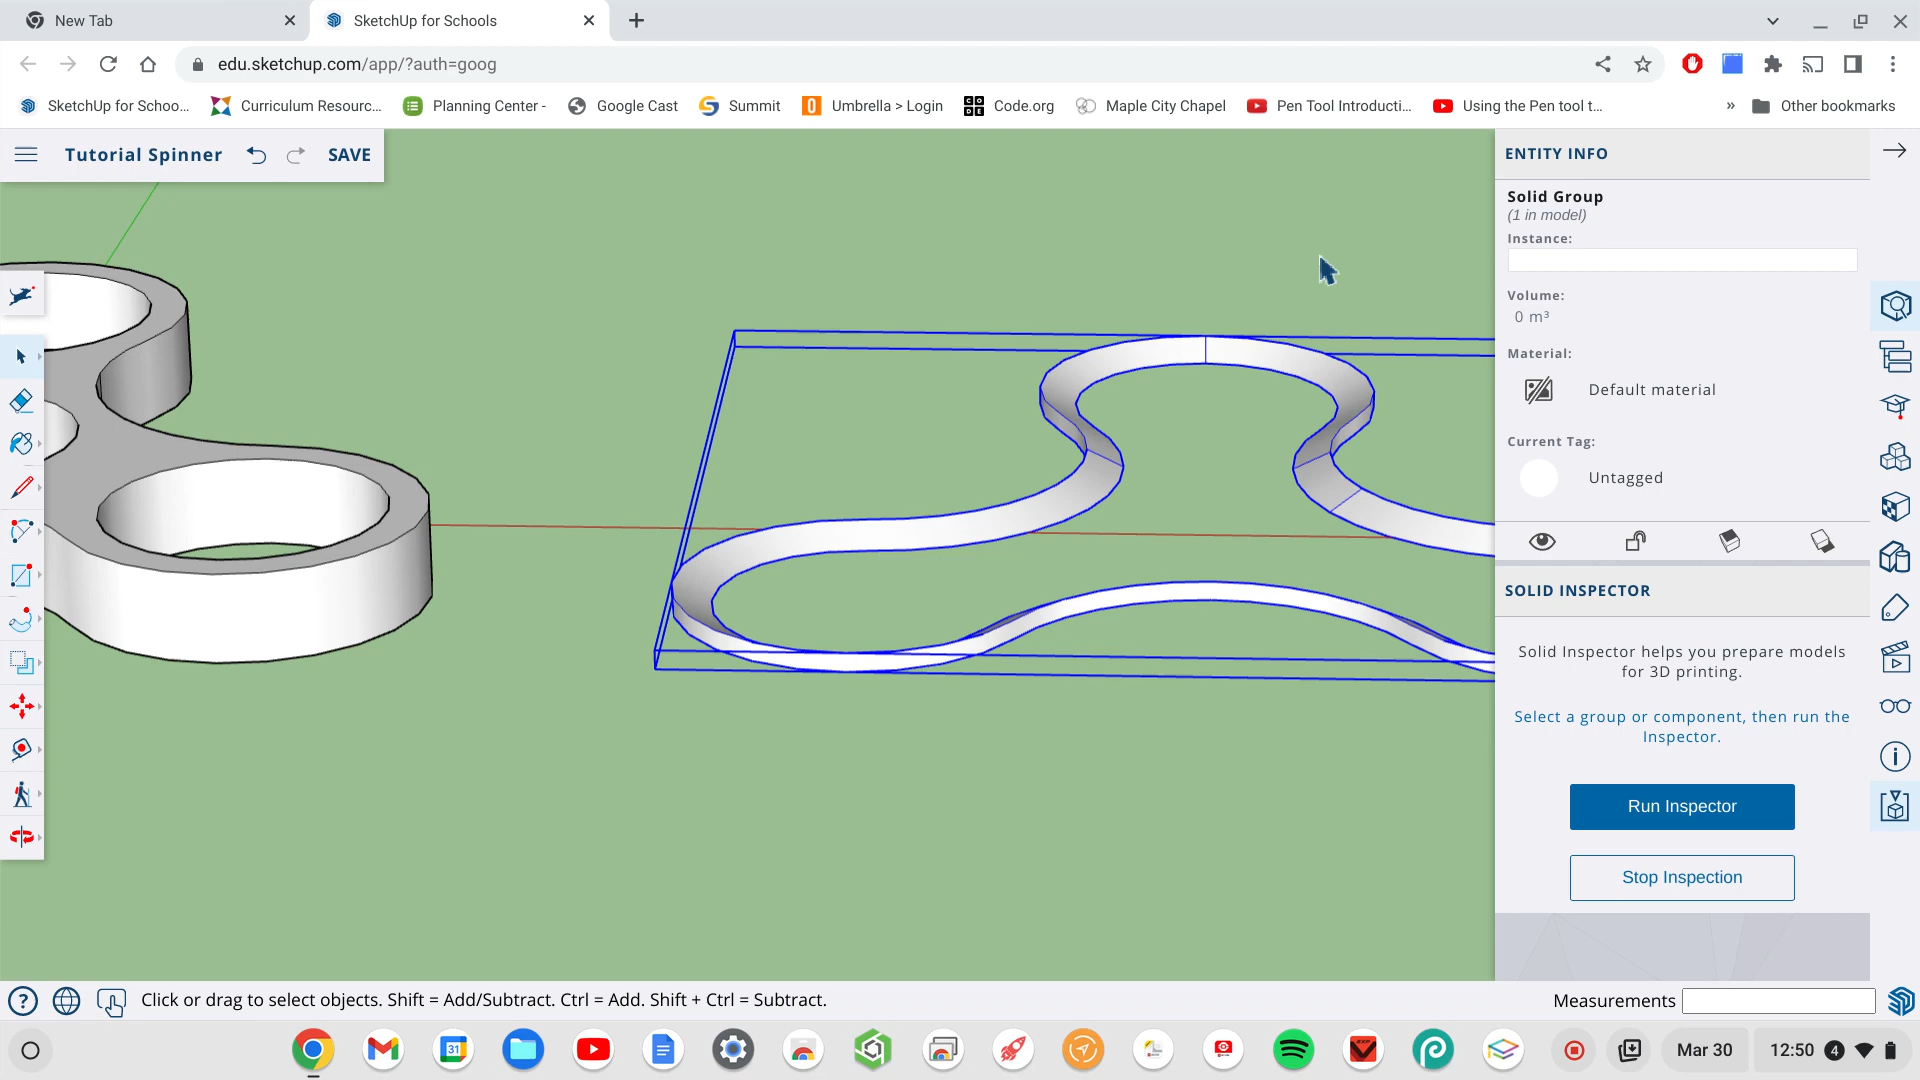 New Tab
SketchUp for Schools
edu.sketchup.com/app/?auth=goog
SketchUp for Schoo...
Curriculum Resourc...
Planning Center -
Google Cast
Summit
Umbrella > Login
Code.org
Maple City Chapel
Pen Tool Introducti...
Using the Pen tool t...
»
Other bookmarks
Tutorial Spinner
SAVE
ENTITY INFO
Solid Group
(1 in model)
Instance:
Volume:
0 m³
Material:
Default material
Current Tag:
Untagged
SOLID INSPECTOR
Solid Inspector helps you prepare models
for 3D printing.
Select a group or component, then run the
Inspector.
Run Inspector
Stop Inspection
Click or drag to select objects. Shift = Add/Subtract. Ctrl = Add. Shift + Ctrl = Subtract.
Measurements
31
Mar 30
12:50
4